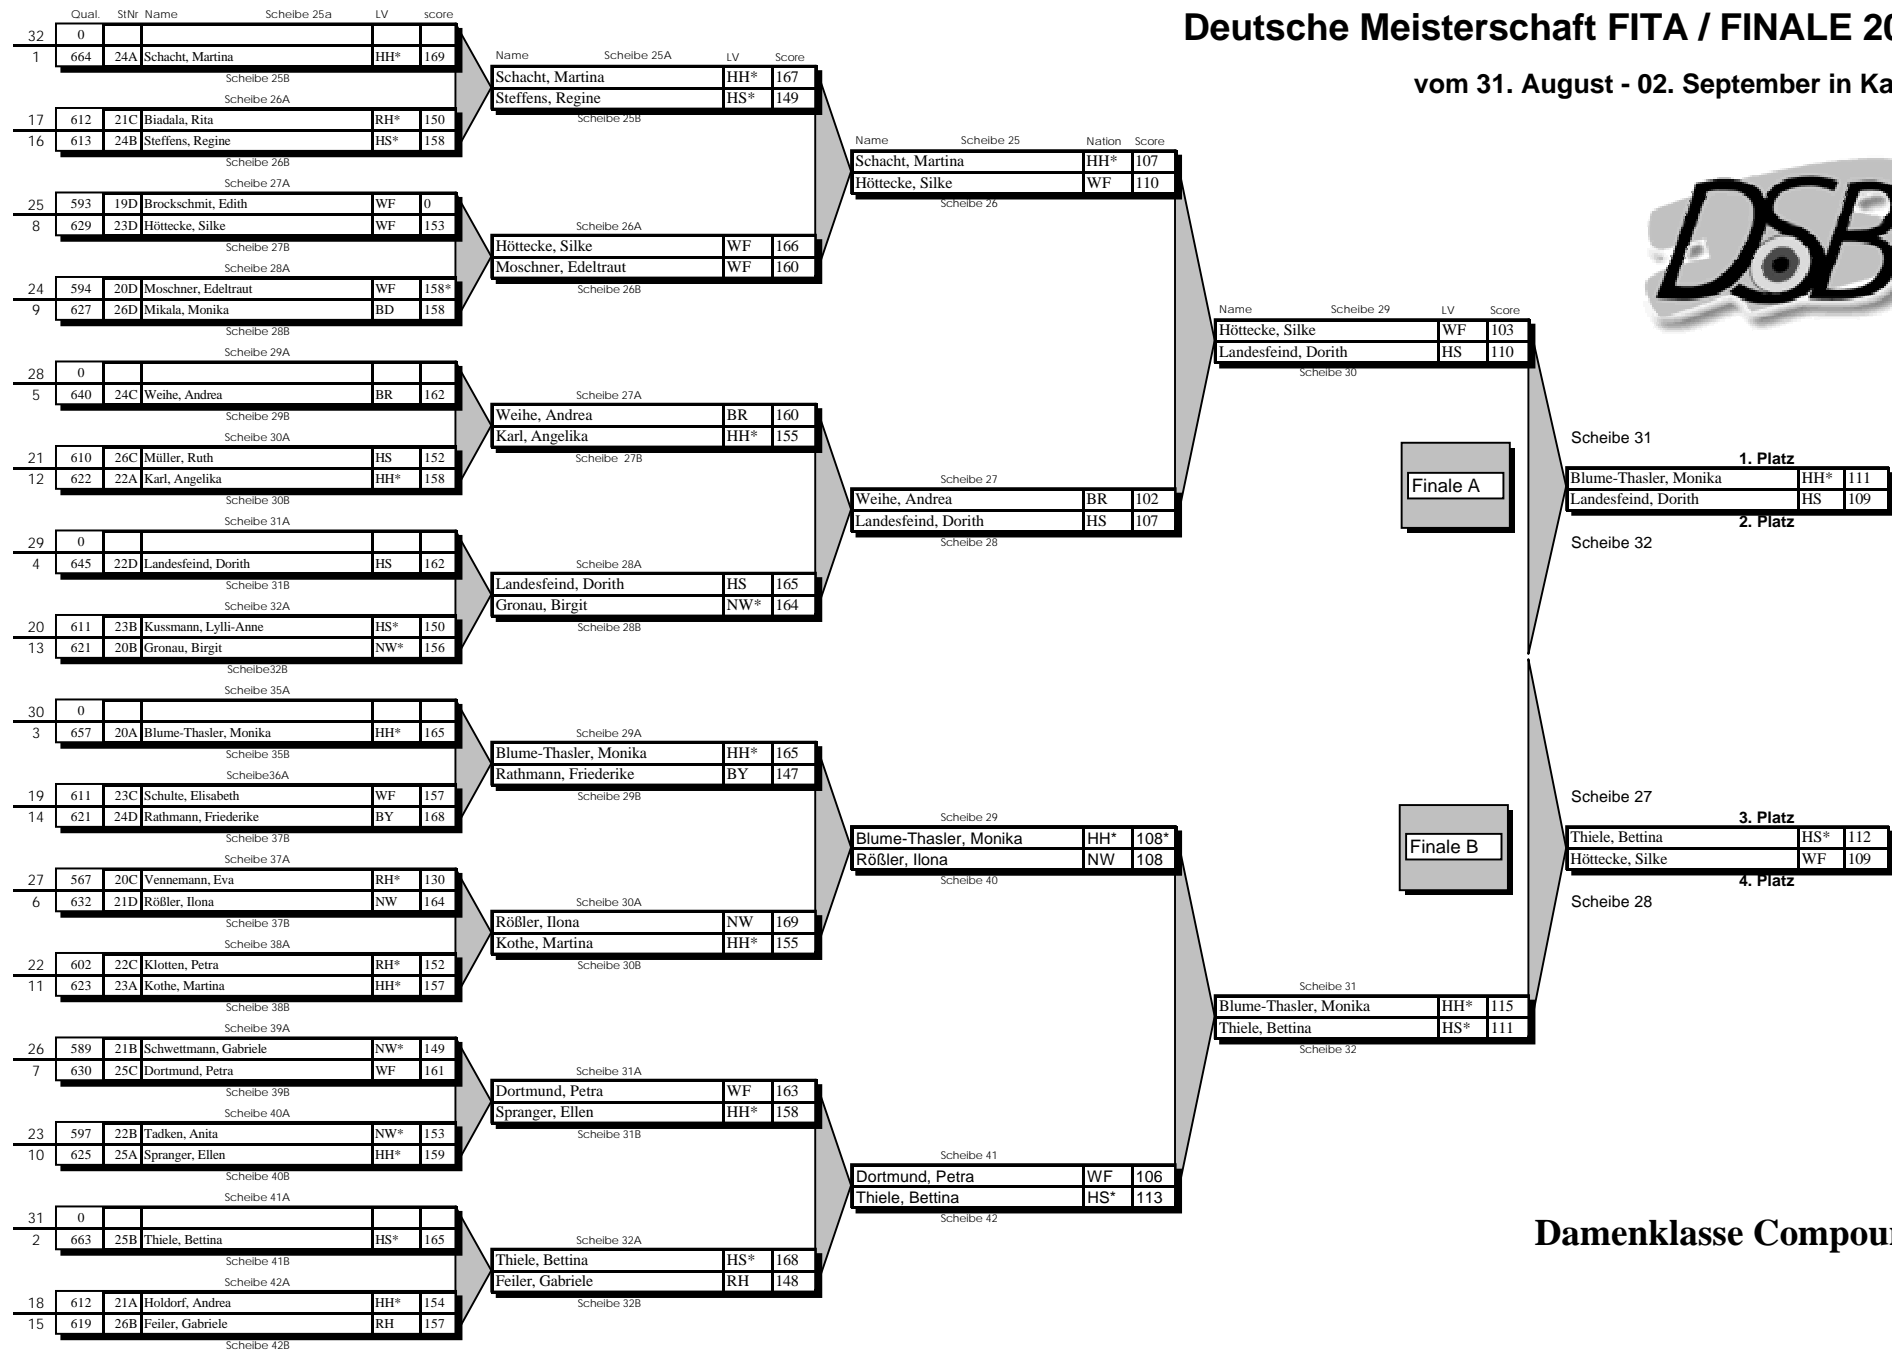 Deutsche Meisterschaft FITA / FINALE 20
vom 31. August - 02. September in Ka
DSB
Qual. StNr Name Scheibe 25a LV score
32 0
1 664 24A Schacht, Martina HH* 169
Scheibe 25B
Scheibe 26A
17 612 21C Biadala, Rita RH* 150
16 613 24B Steffens, Regine HS* 158
Scheibe 26B
Scheibe 27A
25 593 19D Brockschmit, Edith WF 0
8 629 23D Höttecke, Silke WF 153
Scheibe 27B
Scheibe 28A
24 594 20D Moschner, Edeltraut WF 158*
9 627 26D Mikala, Monika BD 158
Scheibe 28B
Scheibe 29A
28 0
5 640 24C Weihe, Andrea BR 162
Scheibe 29B
Scheibe 30A
21 610 26C Müller, Ruth HS 152
12 622 22A Karl, Angelika HH* 158
Scheibe 30B
Scheibe 31A
29 0
4 645 22D Landesfeind, Dorith HS 162
Scheibe 31B
Scheibe 32A
20 611 23B Kussmann, Lylli-Anne HS* 150
13 621 20B Gronau, Birgit NW* 156
Scheibe32B
Scheibe 35A
30 0
3 657 20A Blume-Thasler, Monika HH* 165
Scheibe 35B
Scheibe36A
19 611 23C Schulte, Elisabeth WF 157
14 621 24D Rathmann, Friederike BY 168
Scheibe 37B
Scheibe 37A
27 567 20C Vennemann, Eva RH* 130
6 632 21D Rößler, Ilona NW 164
Scheibe 37B
Scheibe 38A
22 602 22C Klotten, Petra RH* 152
11 623 23A Kothe, Martina HH* 157
Scheibe 38B
Scheibe 39A
26 589 21B Schwettmann, Gabriele NW* 149
7 630 25C Dortmund, Petra WF 161
Scheibe 39B
Scheibe 40A
23 597 22B Tadken, Anita NW* 153
10 625 25A Spranger, Ellen HH* 159
Scheibe 40B
Scheibe 41A
31 0
2 663 25B Thiele, Bettina HS* 165
Scheibe 41B
Scheibe 42A
18 612 21A Holdorf, Andrea HH* 154
15 619 26B Feiler, Gabriele RH 157
Scheibe 42B
Name Scheibe 25A LV Score
Schacht, Martina HH* 167
Steffens, Regine HS* 149
Scheibe 25B
Scheibe 26A
Höttecke, Silke WF 166
Moschner, Edeltraut WF 160
Scheibe 26B
Scheibe 27A
Weihe, Andrea BR 160
Karl, Angelika HH* 155
Scheibe 27B
Scheibe 28A
Landesfeind, Dorith HS 165
Gronau, Birgit NW* 164
Scheibe 28B
Scheibe 29A
Blume-Thasler, Monika HH* 165
Rathmann, Friederike BY 147
Scheibe 29B
Scheibe 30A
Rößler, Ilona NW 169
Kothe, Martina HH* 155
Scheibe 30B
Scheibe 31A
Dortmund, Petra WF 163
Spranger, Ellen HH* 158
Scheibe 31B
Scheibe 32A
Thiele, Bettina HS* 168
Feiler, Gabriele RH 148
Scheibe 32B
Name Scheibe 25 Nation Score
Schacht, Martina HH* 107
Höttecke, Silke WF 110
Scheibe 26
Scheibe 27
Weihe, Andrea BR 102
Landesfeind, Dorith HS 107
Scheibe 28
Scheibe 29
Blume-Thasler, Monika HH* 108*
Rößler, Ilona NW 108
Scheibe 40
Scheibe 41
Dortmund, Petra WF 106
Thiele, Bettina HS* 113
Scheibe 42
Name Scheibe 29 LV Score
Höttecke, Silke WF 103
Landesfeind, Dorith HS 110
Scheibe 30
Scheibe 31
Blume-Thasler, Monika HH* 115
Thiele, Bettina HS* 111
Scheibe 32
Finale A
Scheibe 31
1. Platz
Blume-Thasler, Monika HH* 111
Landesfeind, Dorith HS 109
2. Platz
Scheibe 32
Finale B
Scheibe 27
3. Platz
Thiele, Bettina HS* 112
Höttecke, Silke WF 109
4. Platz
Scheibe 28
Damenklasse Compou